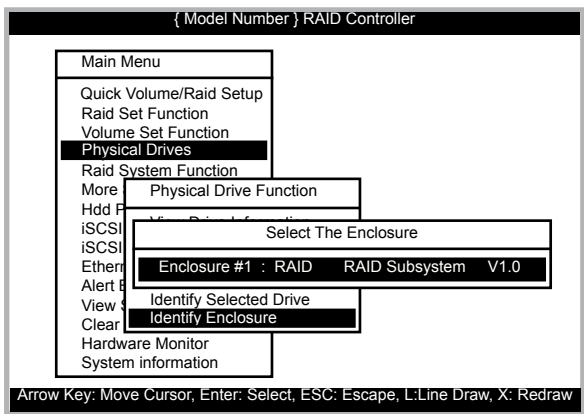 { Model Number } RAID Controller
Main Menu
Quick Volume/Raid Setup
Raid Set Function
Volume Set Function
Physical Drives
Raid System Function
More
Hdd P
iSCSI
iSCSI
Ethern
Alert E
View S
Clear
Hardware Monitor
System information
Physical Drive Function
View Drive Information
Select The Enclosure
Enclosure #1 : RAID RAID Subsystem V1.0
Identify Selected Drive
Identify Enclosure
Arrow Key: Move Cursor, Enter: Select, ESC: Escape, L:Line Draw, X: Redraw